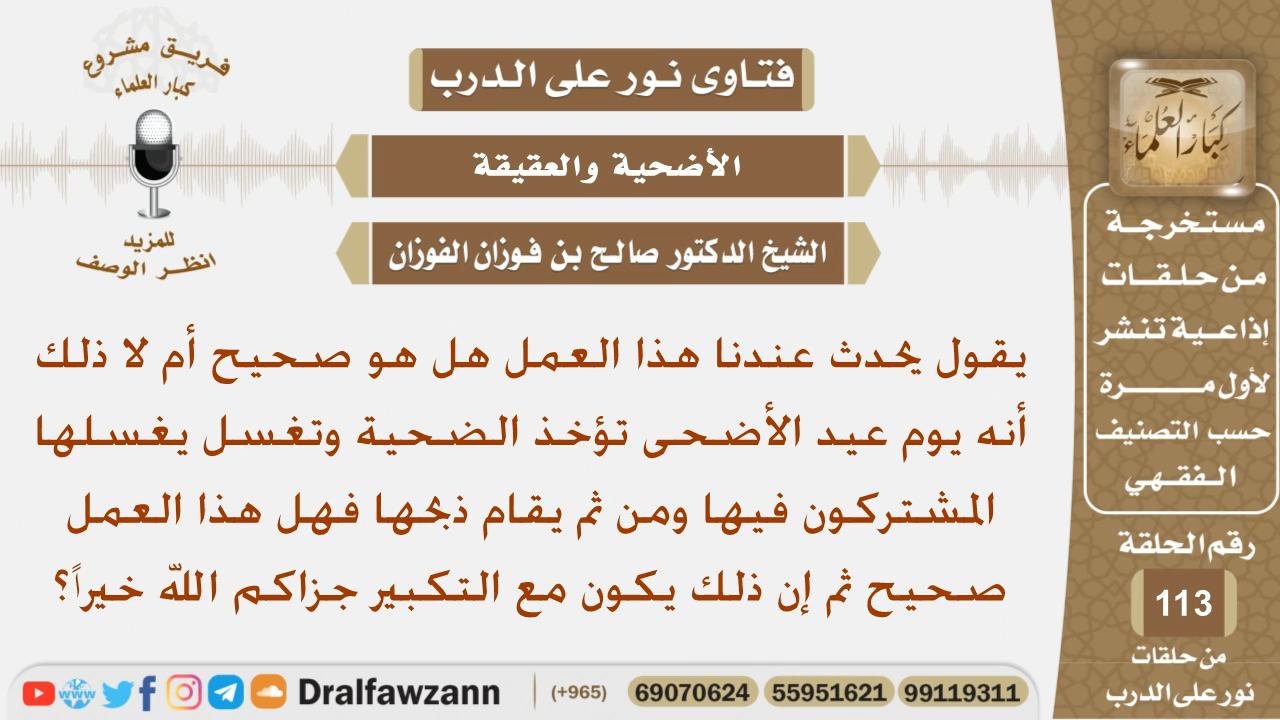 فريق مشروع
كبار العلماء
للمزيد
انظر الوصف
فتاوى نور على الدرب
الأضحية والعقيقة
الشيخ الدكتور صالح بن فوزان الفوزان
يقول يحدث عندنا هذا العمل هل هو صحيح أم لا ذلك
أنه يوم عيد الأضحى تؤخذ الضحية وتغسل يغسلها
المشتركون فيها ومن ثم يقام ذبحها فهل هذا العمل
صحيح ثم إن ذلك يكون مع التكبير جزاكم الله خيراً؟
كبار العلماء
مستخرجة
من حلقات
إذاعية تنشر
لأول مرة
حسب التصنيف
الفقهي
رقم الحلقة
113
من حلقات
نور على الدرب
www
Dralfawzann
(+965) 69070624 55951621 99119311